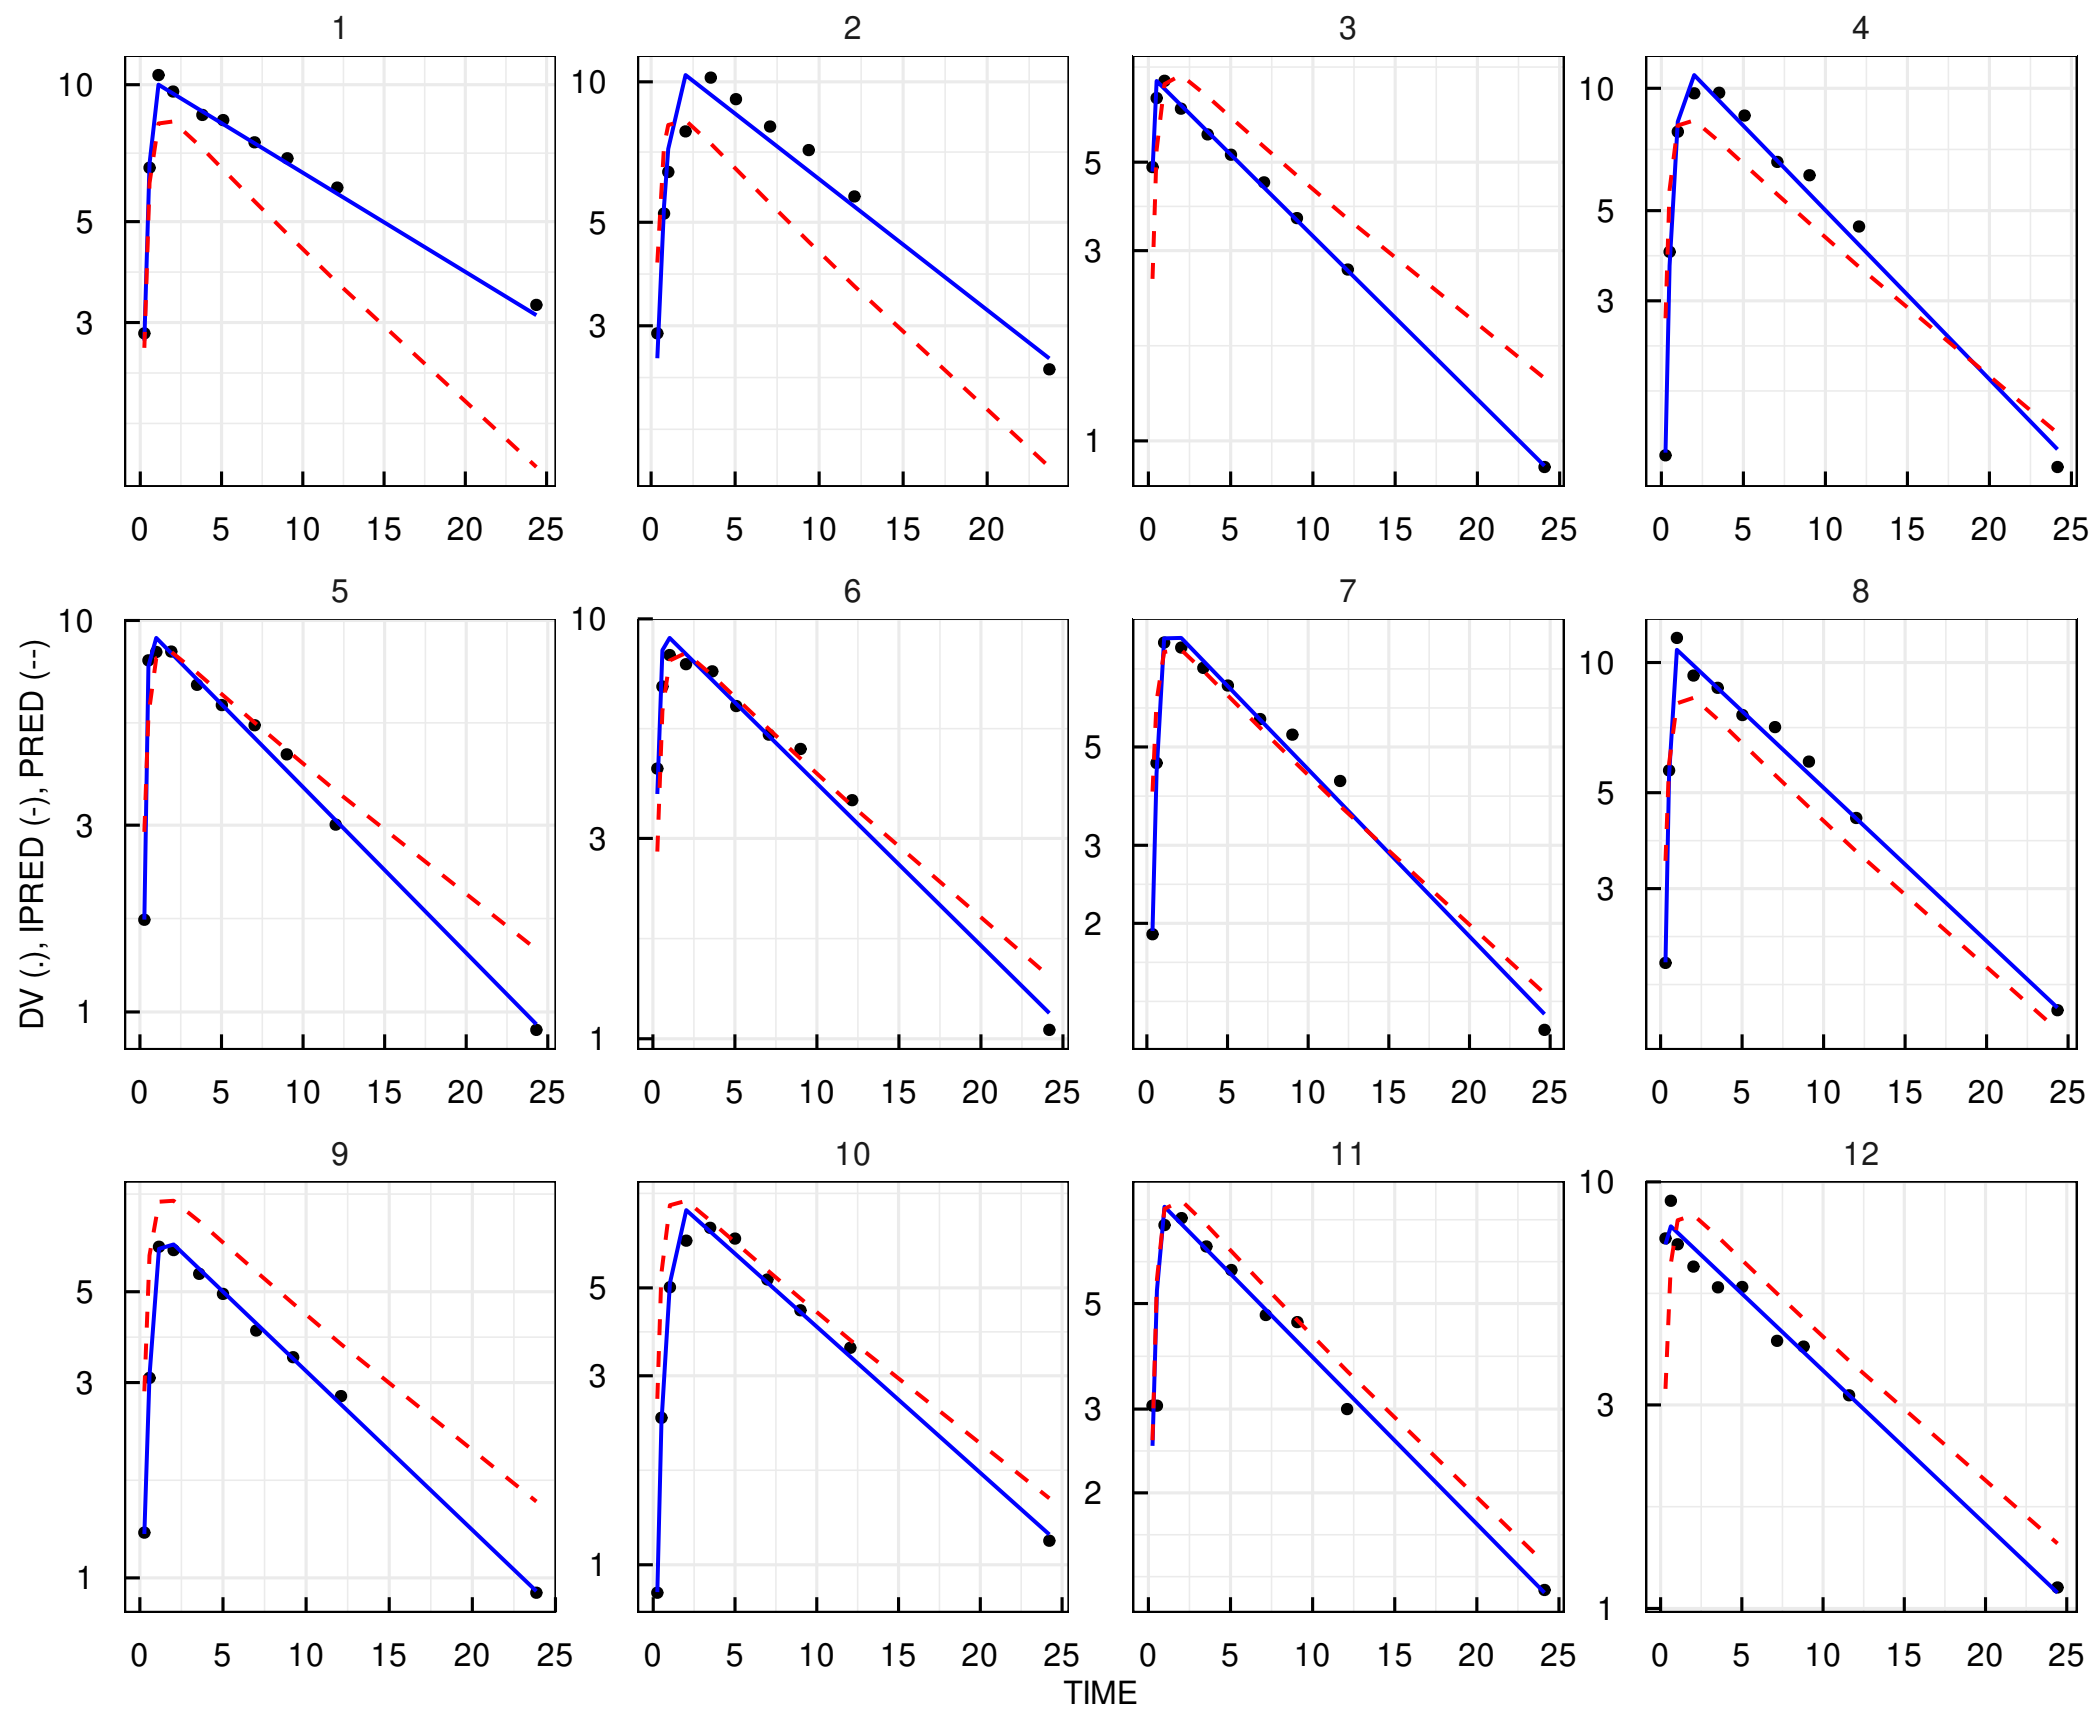 1 2 3 4
10 10 5 10
5 5 3 5
3 3 1 3
0 5 10 15 20 25 0 5 10 15 20 0 5 10 15 20 25 0 5 10 15 20 25
5 6 7 8
10 10 5 10
3 3 3 5
1 1 2 3
0 5 10 15 20 25 0 5 10 15 20 25 0 5 10 15 20 25 0 5 10 15 20 25
DV (.), IPRED (-), PRED (--)
9 10 11 12
5 5 5 10
3 3 3 3
1 1 2 1
0 5 10 15 20 25 0 5 10 15 20 25 0 5 10 15 20 25 0 5 10 15 20 25
TIME